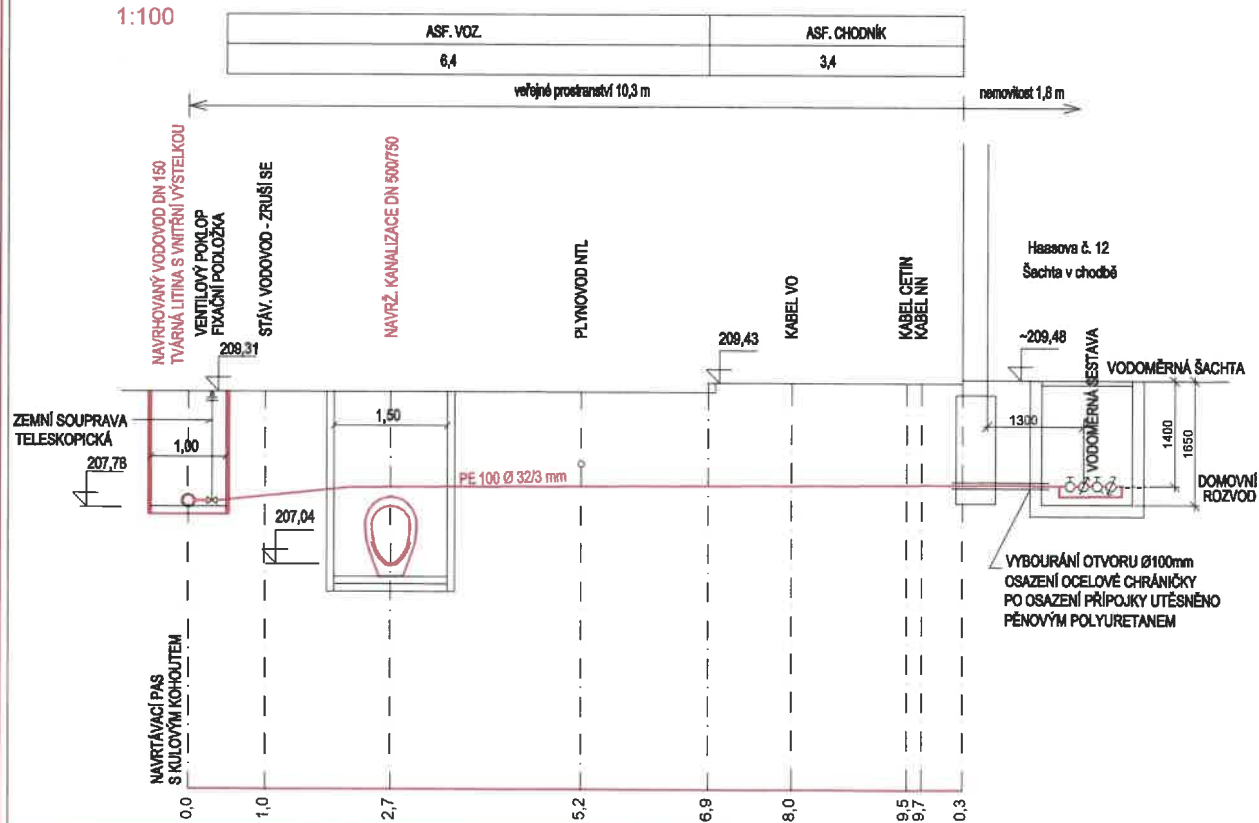 1:100
ASF. VOZ.
ASF. CHODNÍK
6,4
3,4
veřejné prostranství 10,3 m
nemovitost 1,8 m
NAVRHOVANÝ VODOVOD DN 150
TVÁRNÁ LITINA S VNITŘNÍ VÝSTELKOU
VENTILOVÝ POKLOP
FIXAČNÍ PODLOŽKA
STÁV. VODOVOD - ZRUŠÍ SE
NAVRŽ. KANALIZACE DN 500/750
PLYNOVOD NTL
KABEL VO
KABEL CETIN
KABEL NN
Haasova č. 12
Šachta v chodbě
209,31
209,43
~209,48
VODOMĚRNÁ ŠACHTA
VODOMĚRNÁ SESTAVA
ZEMNÍ SOUPRAVA
TELESKOPICKÁ
1,00
1,50
1300
1400
1650
207,78
PE 100 Ø 32/3 mm
DOMOVNÍ
ROZVOD
207,04
VYBOURÁNÍ OTVORU Ø100mm
OSAZENÍ OCELOVÉ CHRÁNIČKY
PO OSAZENÍ PŘÍPOJKY UTĚSNĚNO
PĚNOVÝM POLYURETANEM
NAVRTÁVACÍ PAS
S KULOVÝM KOHOUTEM
0,0
1,0
2,7
5,2
6,9
8,0
9,5
9,7
0,3